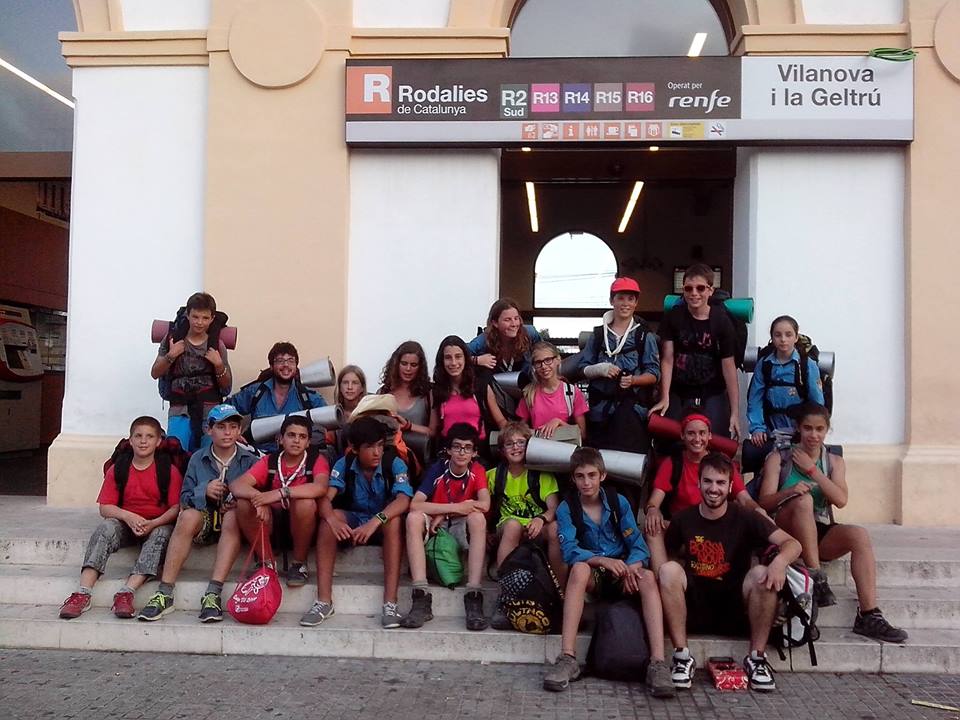 R Rodalies de Catalunya
R2 Sud R13 R14 R15 R16
Operat per renfe
Vilanova i la Geltrú